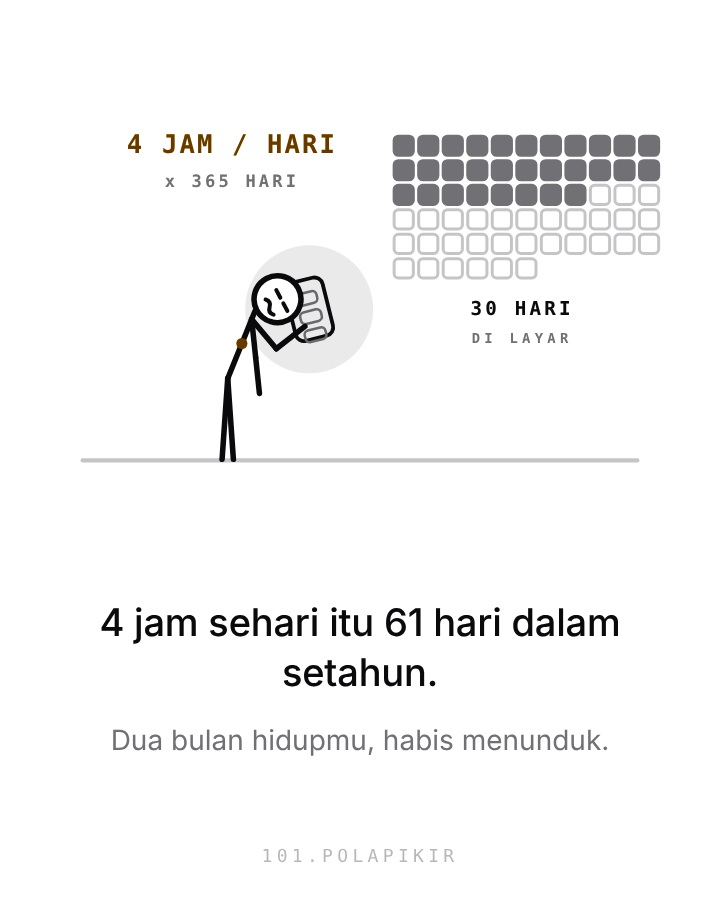 4 JAM / HARI
x 365 HARI
30 HARI
DI LAYAR
4 jam sehari itu 61 hari dalam
setahun.
Dua bulan hidupmu, habis menunduk.
101.POLAPIKIR